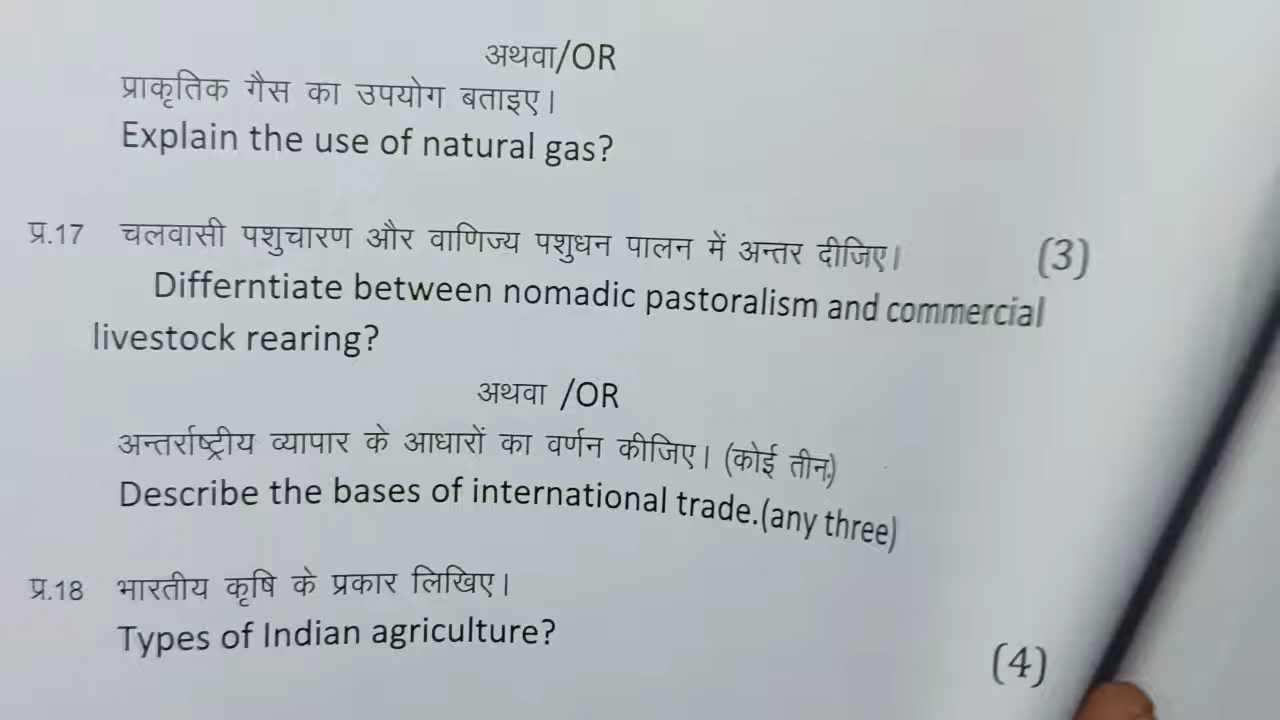 अथवा/OR
प्राकृतिक गैस का उपयोग बताइए।
Explain the use of natural gas?
प्र.17 चलवासी पशुचारण और वाणिज्य पशुधन पालन में अन्तर दीजिए। (3)
Differntiate between nomadic pastoralism and commercial
livestock rearing?
अथवा /OR
अन्तर्राष्ट्रीय व्यापार के आधारों का वर्णन कीजिए। (कोई तीन)
Describe the bases of international trade.(any three)
प्र.18 भारतीय कृषि के प्रकार लिखिए।
Types of Indian agriculture?
(4)